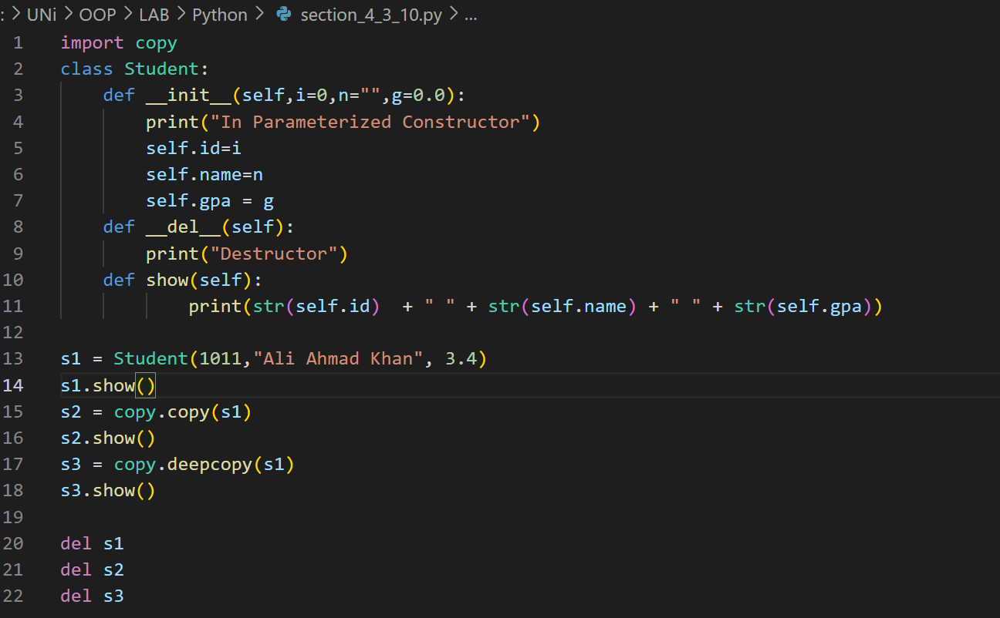 : > UNi > OOP > LAB > Python > section_4_3_10.py > ...
1 import copy
2 class Student:
3     def __init__(self,i=0,n="",g=0.0):
4         print("In Parameterized Constructor")
5         self.id=i
6         self.name=n
7         self.gpa = g
8     def __del__(self):
9         print("Destructor")
10     def show(self):
11             print(str(self.id)  + " " + str(self.name) + " " + str(self.gpa))
12
13 s1 = Student(1011,"Ali Ahmad Khan", 3.4)
14 s1.show()
15 s2 = copy.copy(s1)
16 s2.show()
17 s3 = copy.deepcopy(s1)
18 s3.show()
19
20 del s1
21 del s2
22 del s3